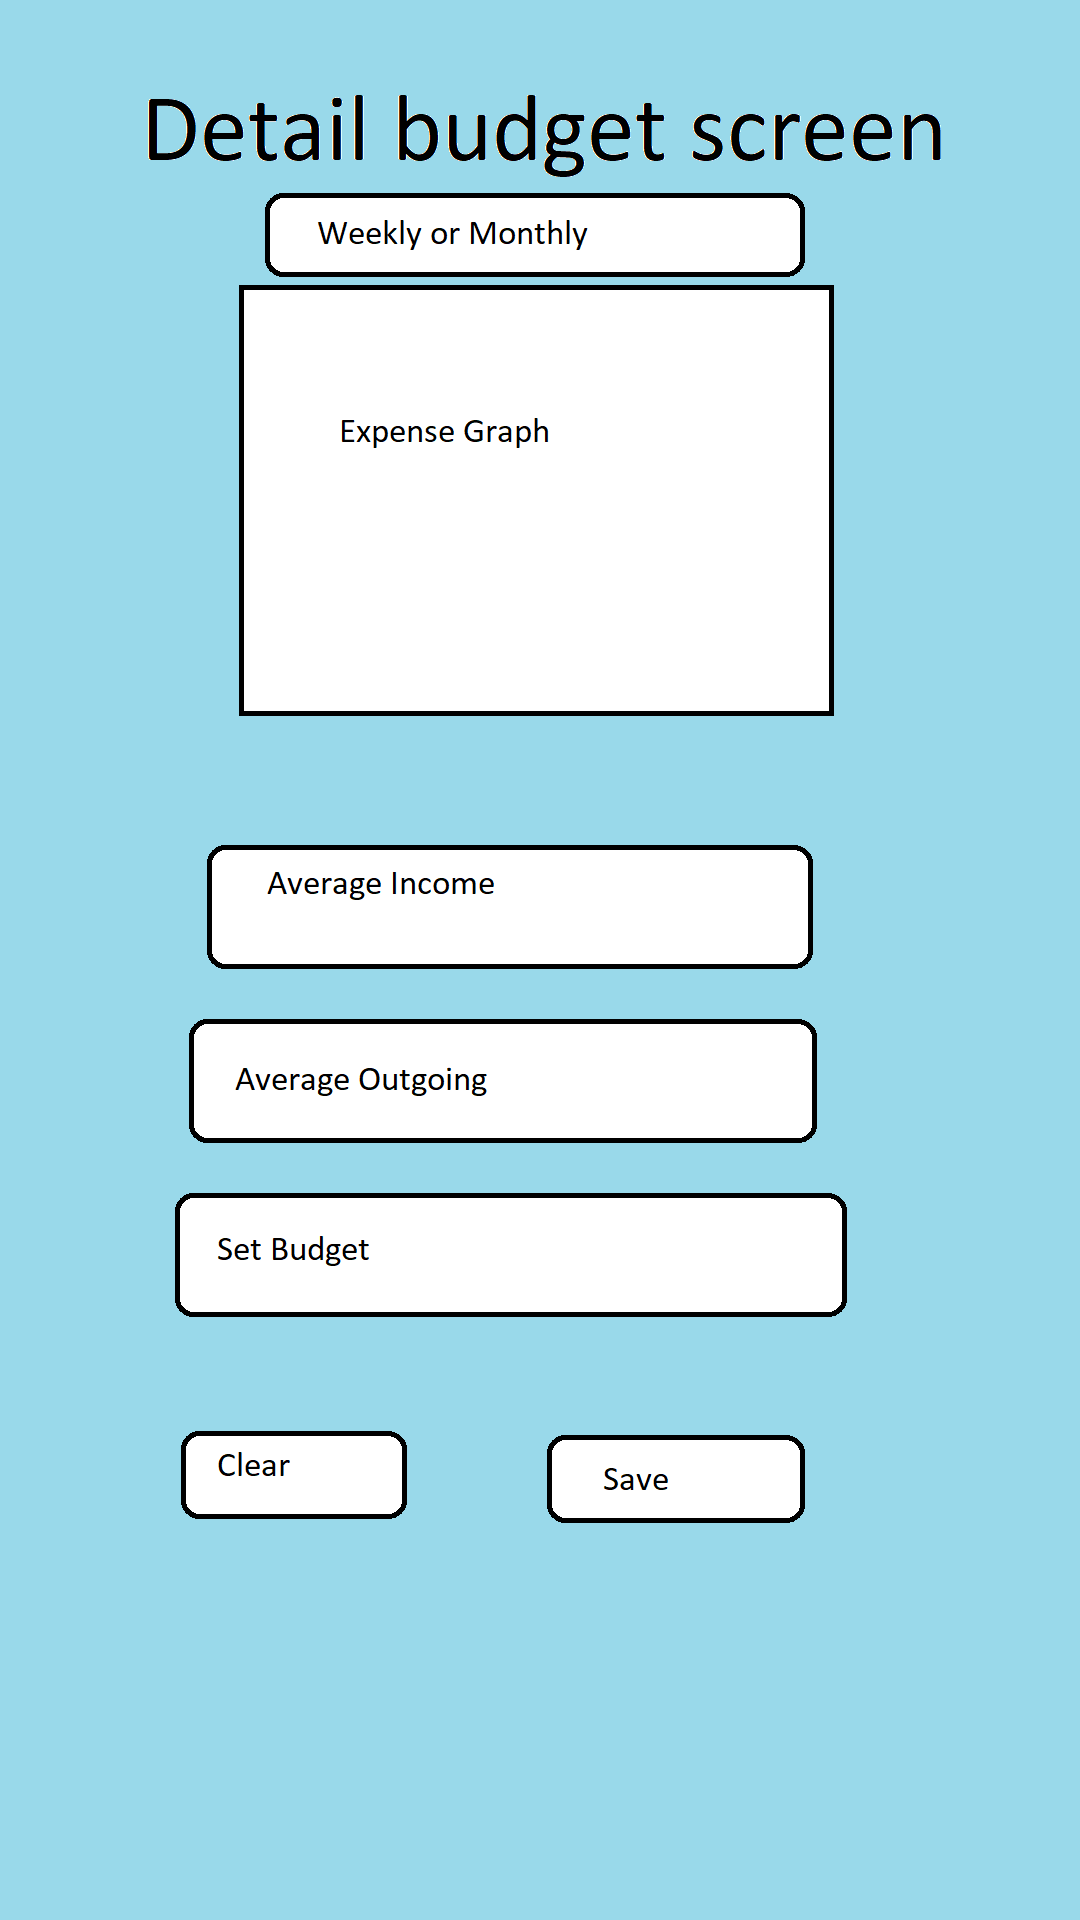 Detail budget screen
Weekly or Monthly
Expense Graph
Average Income
Average Outgoing
Set Budget
Clear
Save